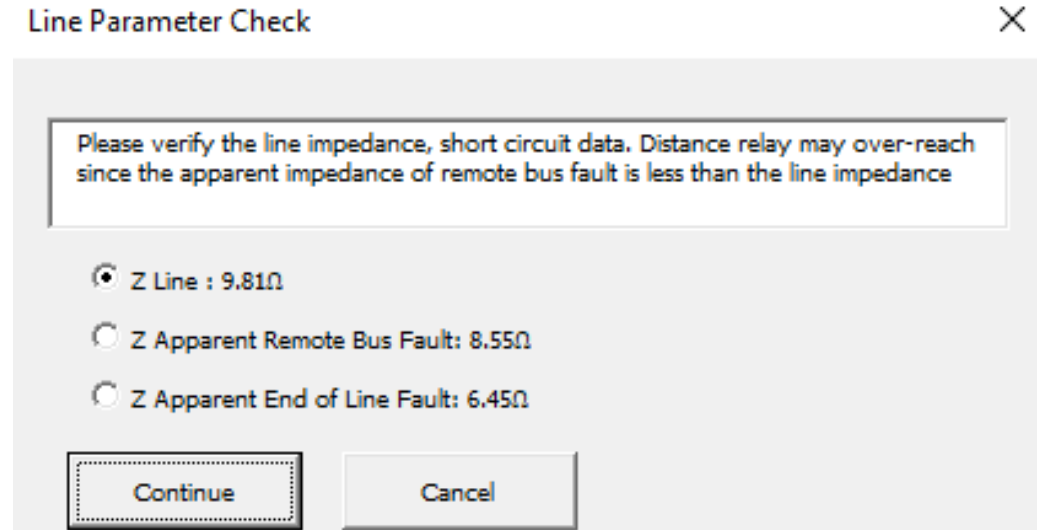 Line Parameter Check
Please verify the line impedance, short circuit data. Distance relay may over-reach
since the apparent impedance of remote bus fault is less than the line impedance
Z Line : 9.81Ω
Z Apparent Remote Bus Fault: 8.55Ω
Z Apparent End of Line Fault: 6.45Ω
Continue
Cancel